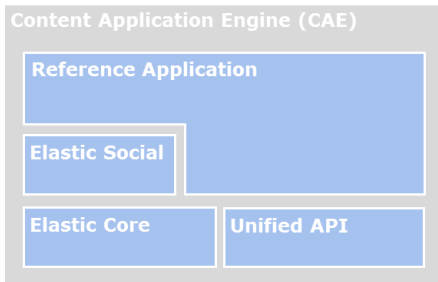 Content Application Engine (CAE)
Reference Application
Elastic Social
Elastic Core
Unified API